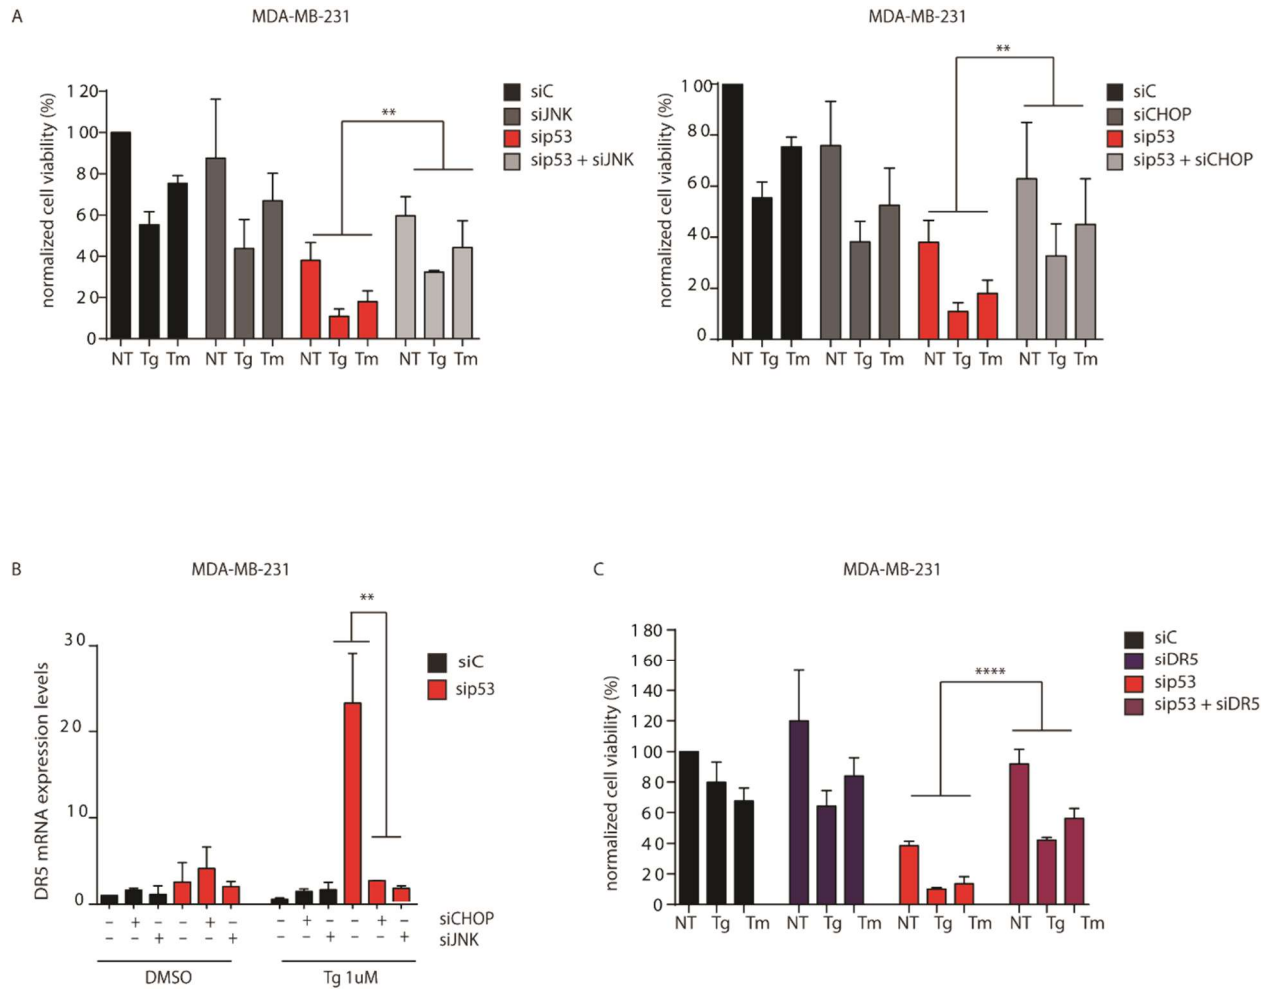 A
MDA-MB-231
normalized cell viability (%)
120
100
80
60
40
20
0
**
siC
siJNK
sip53
sip53 + siJNK
NT Tg Tm NT Tg Tm NT Tg Tm NT Tg Tm
MDA-MB-231
normalized cell viability (%)
100
80
60
40
20
0
**
siC
siCHOP
sip53
sip53 + siCHOP
NT Tg Tm NT Tg Tm NT Tg Tm NT Tg Tm
B
MDA-MB-231
DR5 mRNA expression levels
30
20
10
0
**
siC
sip53
– + – – + – – + – – + – siCHOP
– – + – – + – – + – – + siJNK
DMSO
Tg 1uM
C
MDA-MB-231
normalized cell viability (%)
180
160
140
120
100
80
60
40
20
0
****
siC
siDR5
sip53
sip53 + siDR5
NT Tg Tm NT Tg Tm NT Tg Tm NT Tg Tm